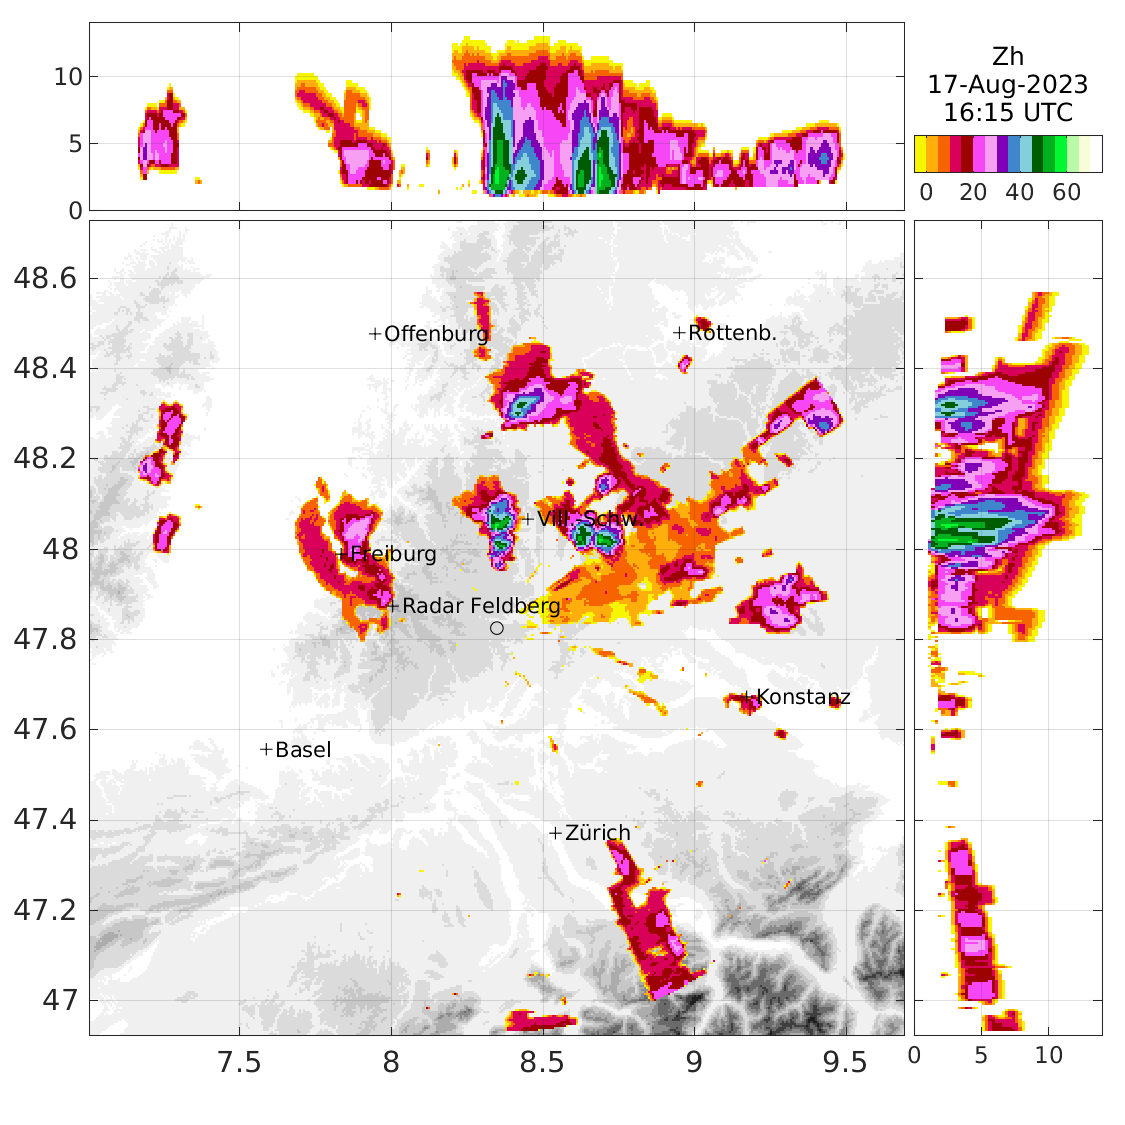 10
5
0
Zh
17-Aug-2023
16:15 UTC
0 20 40 60
48.6
48.4
48.2
48
47.8
47.6
47.4
47.2
47
+Offenburg
+Rottenb.
+Vill.-Schw.
+Freiburg
+Radar Feldberg
+Konstanz
+Basel
+Zürich
7.5 8 8.5 9 9.5
0 5 10